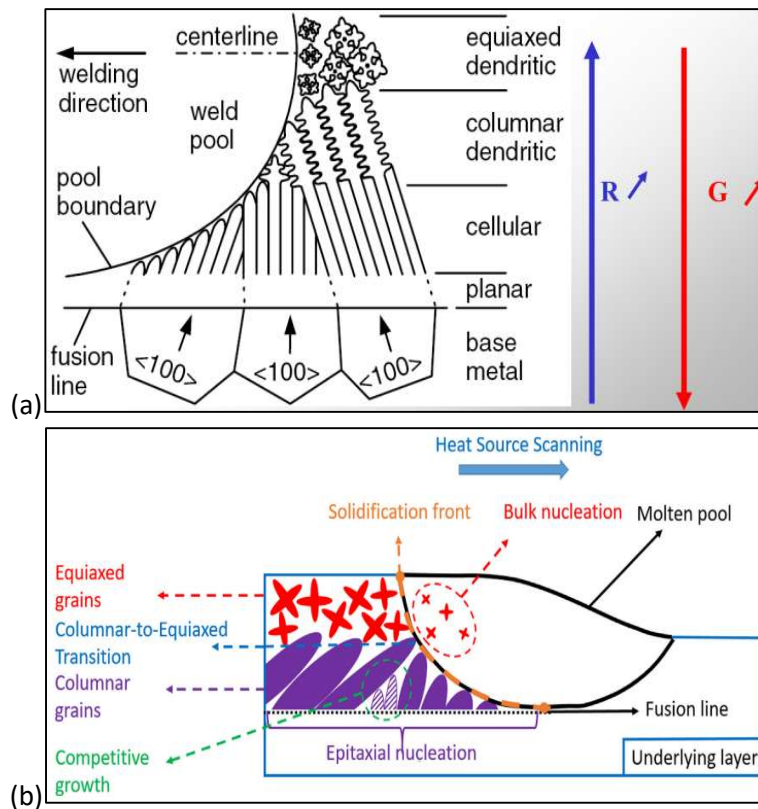 centerline
welding
direction
weld
pool
pool
boundary
fusion
line
<100>
<100>
<100>
equiaxed
dendritic
columnar
dendritic
cellular
planar
base
metal
R
G
(a)
Heat Source Scanning
Solidification front
Bulk nucleation
Molten pool
Equiaxed
grains
Columnar-to-Equiaxed
Transition
Columnar
grains
Competitive
growth
Epitaxial nucleation
Fusion line
Underlying layer
(b)